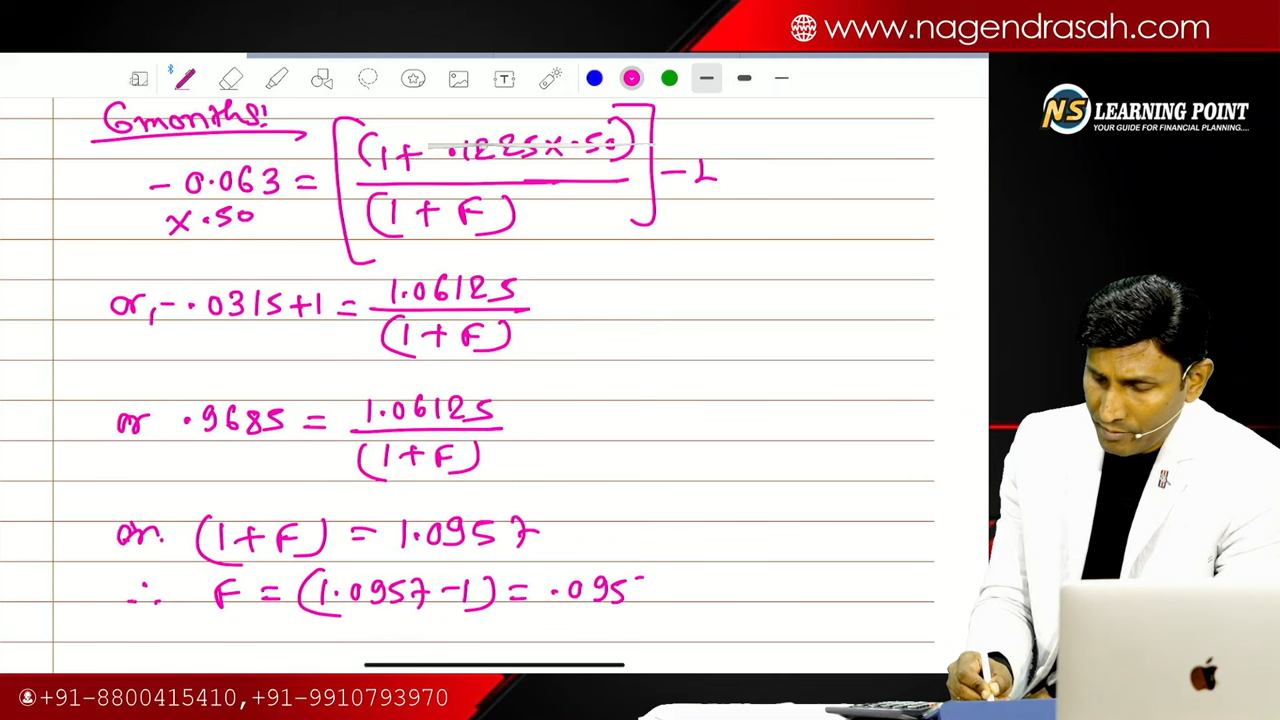 www.nagendrasah.com
NS LEARNING POINT
YOUR GUIDE FOR FINANCIAL PLANNING....
6 months:
- 0.063 x .50 = [(1 + .1225 x .50) / (1 + F)] - 1
or, - .0315 + 1 = 1.06125 / (1 + F)
or .9685 = 1.06125 / (1 + F)
or. (1 + F) = 1.0957
∴ F = (1.0957 - 1) = .095
+91-8800415410,+91-9910793970